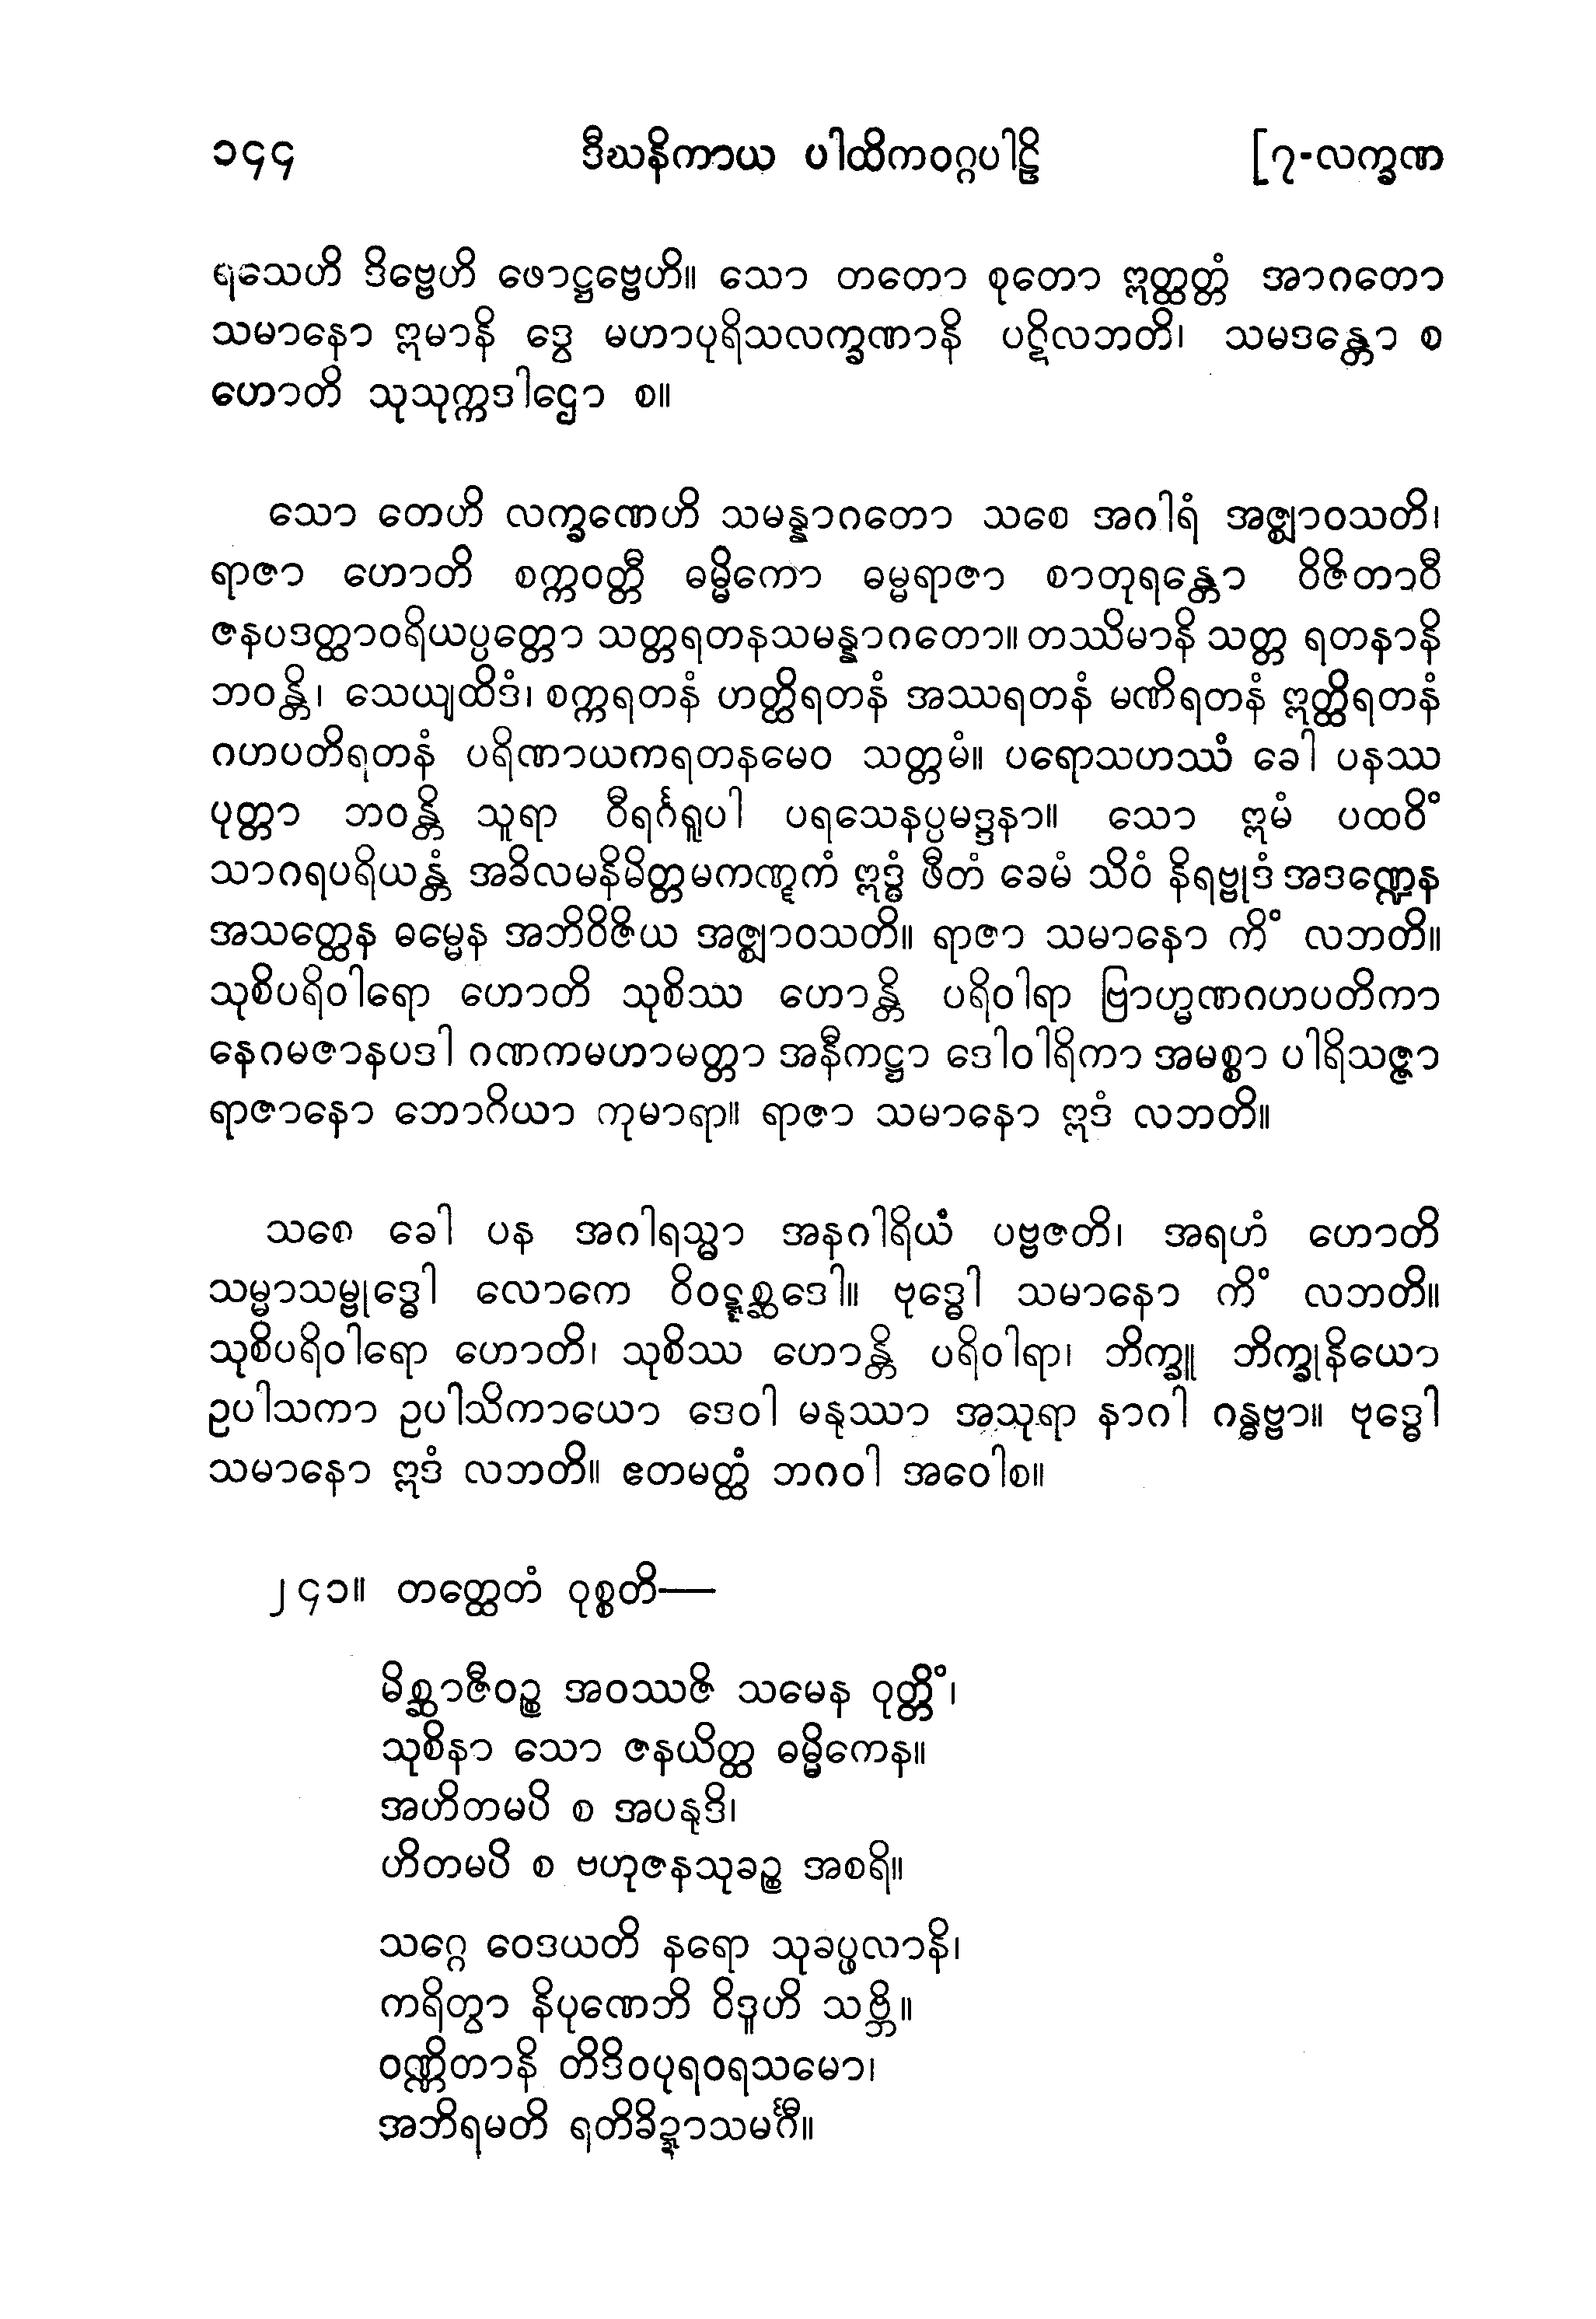 ၁၄၄ ဒီဃနိကာယ ပါထိကဝဂ္ဂပါဠိ [၇-လက္ခဏ
ရသေဟိ ဒိဗ္ဗေဟိ ဖောဋ္ဌဗ္ဗေဟိ။ သော တတော စုတော ဣတ္ထတ္တံ အာဂတော
သမာနော ဣမာနိ ဒွေ မဟာပုရိသလက္ခဏာနိ ပဋိလဘတိ၊ သမဒန္တော စ
ဟောတိ သုသုက္ကဒါဌော စ။
သော တေဟိ လက္ခဏေဟိ သမန္နာဂတော သစေ အဂါရံ အဇ္ဈာဝသတိ၊
ရာဇာ ဟောတိ စက္ကဝတ္တီ ဓမ္မိကော ဓမ္မရာဇာ စာတုရန္တော ဝိဇိတာဝီ
ဇနပဒတ္ထာဝရိယပ္ပတ္တော သတ္တရတနသမန္နာဂတော။ တဿိမာနိ သတ္တ ရတနာနိ
ဘဝန္တိ၊ သေယျထိဒံ၊ စက္ကရတနံ ဟတ္ထိရတနံ အဿရတနံ မဏိရတနံ ဣတ္ထိရတနံ
ဂဟပတိရတနံ ပရိဏာယကရတနမေဝ သတ္တမံ။ ပရောသဟဿံ ခေါ ပနဿ
ပုတ္တာ ဘဝန္တိ သူရာ ဝီရင်္ဂရူပါ ပရသေနပ္ပမဒ္ဒနာ။ သော ဣမံ ပထဝိံ
သာဂရပရိယန္တံ အခိလမနိမိတ္တမကဏ္ဋကံ ဣဒ္ဓံ ဖီတံ ခေမံ သိဝံ နိရဗ္ဗုဒံ အဒဏ္ဍေန
အသတ္ထေန ဓမ္မေန အဘိဝိဇိယ အဇ္ဈာဝသတိ။ ရာဇာ သမာနော ကိံ လဘတိ။
သုစိပရိဝါရော ဟောတိ သုစိဿ ဟောန္တိ ပရိဝါရာ ဗြာဟ္မဏဂဟပတိကာ
နေဂမဇာနပဒါ ဂဏကမဟာမတ္တာ အနီကဋ္ဌာ ဒေါဝါရိကာ အမစ္စာ ပါရိသဇ္ဇာ
ရာဇာနော ဘောဂိယာ ကုမာရာ။ ရာဇာ သမာနော ဣဒံ လဘတိ။
သစေ ခေါ ပန အဂါရသ္မာ အနဂါရိယံ ပဗ္ဗဇတိ၊ အရဟံ ဟောတိ
သမ္မာသမ္ဗုဒ္ဓေါ လောကေ ဝိဝဋ္ဋစ္ဆဒေါ။ ဗုဒ္ဓေါ သမာနော ကိံ လဘတိ။
သုစိပရိဝါရော ဟောတိ၊ သုစိဿ ဟောန္တိ ပရိဝါရာ၊ ဘိက္ခူ ဘိက္ခုနိယော
ဥပါသကာ ဥပါသိကာယော ဒေဝါ မနုဿာ အသုရာ နာဂါ ဂန္ဓဗ္ဗာ။ ဗုဒ္ဓေါ
သမာနော ဣဒံ လဘတိ။ ဧတမတ္ထံ ဘဂဝါ အဝေါစ။
၂၄၁။ တတ္ထေတံ ဝုစ္စတိ—
မိစ္ဆာဇီဝဉ္စ အဝဿဇိ သမေန ဝုတ္တိံ၊
သုစိနာ သော ဇနယိတ္ထ ဓမ္မိကေန။
အဟိတမပိ စ အပနုဒိ၊
ဟိတမပိ စ ဗဟုဇနသုခဉ္စ အစရိ။
သဂ္ဂေ ဝေဒယတိ နရော သုခပ္ဖလာနိ၊
ကရိတွာ နိပုဏေဘိ ဝိဒူဟိ သဗ္ဘိ။
ဝဏ္ဏိတာနိ တိဒိဝပုရဝရသမော၊
အဘိရမတိ ရတိခိဍ္ဍာသမင်္ဂီ။